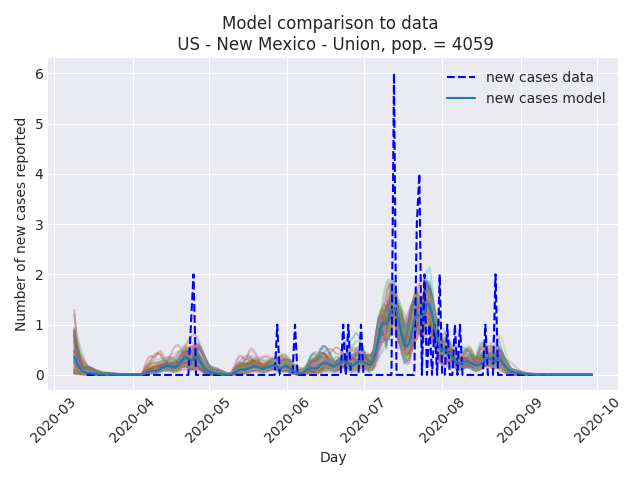 Model comparison to data
US - New Mexico - Union, pop. = 4059
new cases data
new cases model
Number of new cases reported
6
5
4
3
2
1
0
2020-03
2020-04
2020-05
2020-06
2020-07
2020-08
2020-09
2020-10
Day